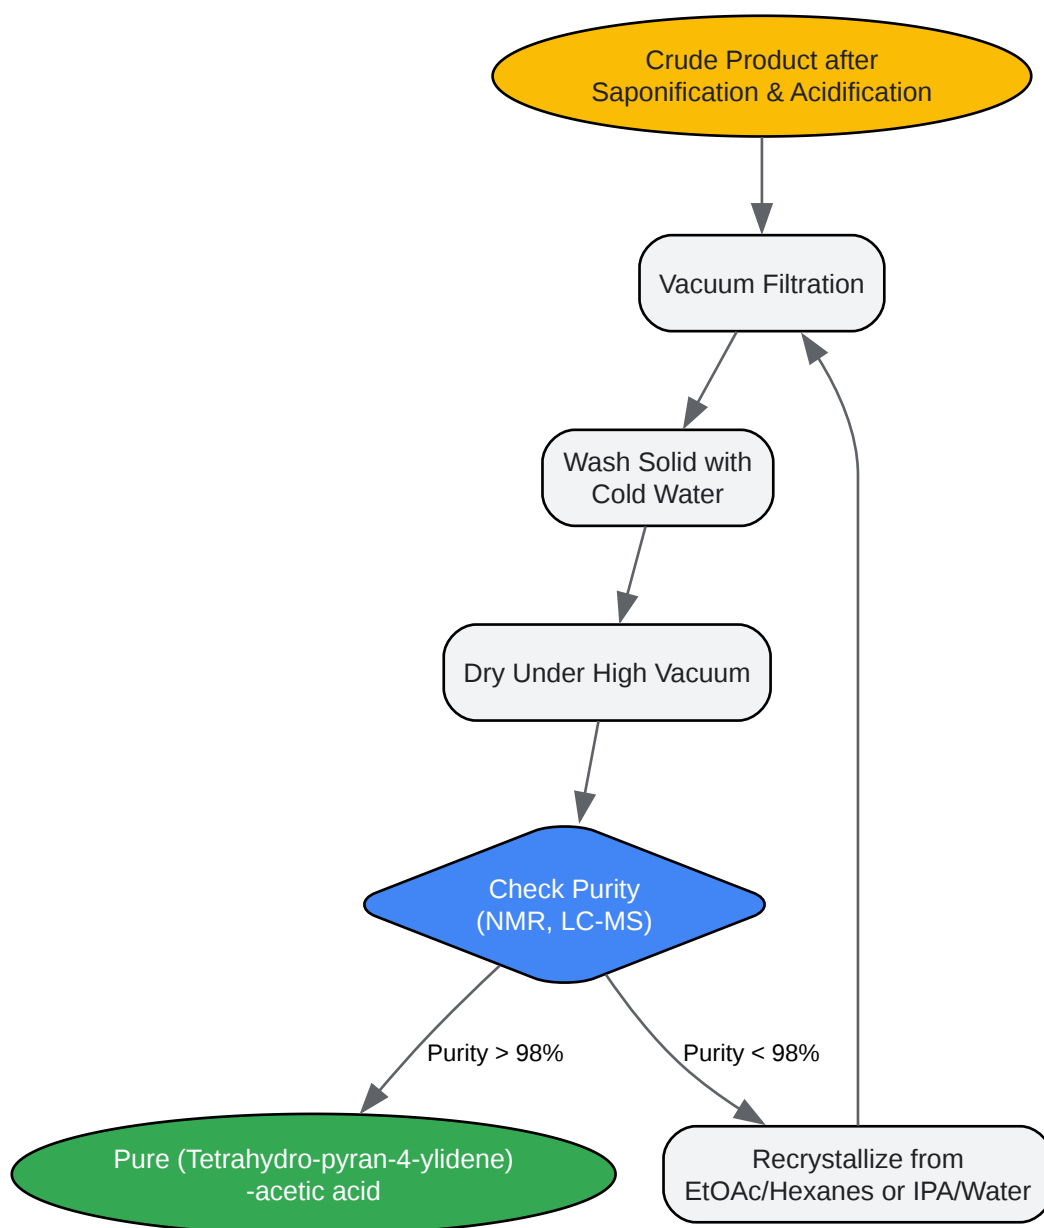 Crude Product after
Saponification & Acidification
Vacuum Filtration
Wash Solid with
Cold Water
Dry Under High Vacuum
Check Purity
(NMR, LC-MS)
Purity > 98%
Purity < 98%
Pure (Tetrahydro-pyran-4-ylidene)
-acetic acid
Recrystallize from
EtOAc/Hexanes or IPA/Water